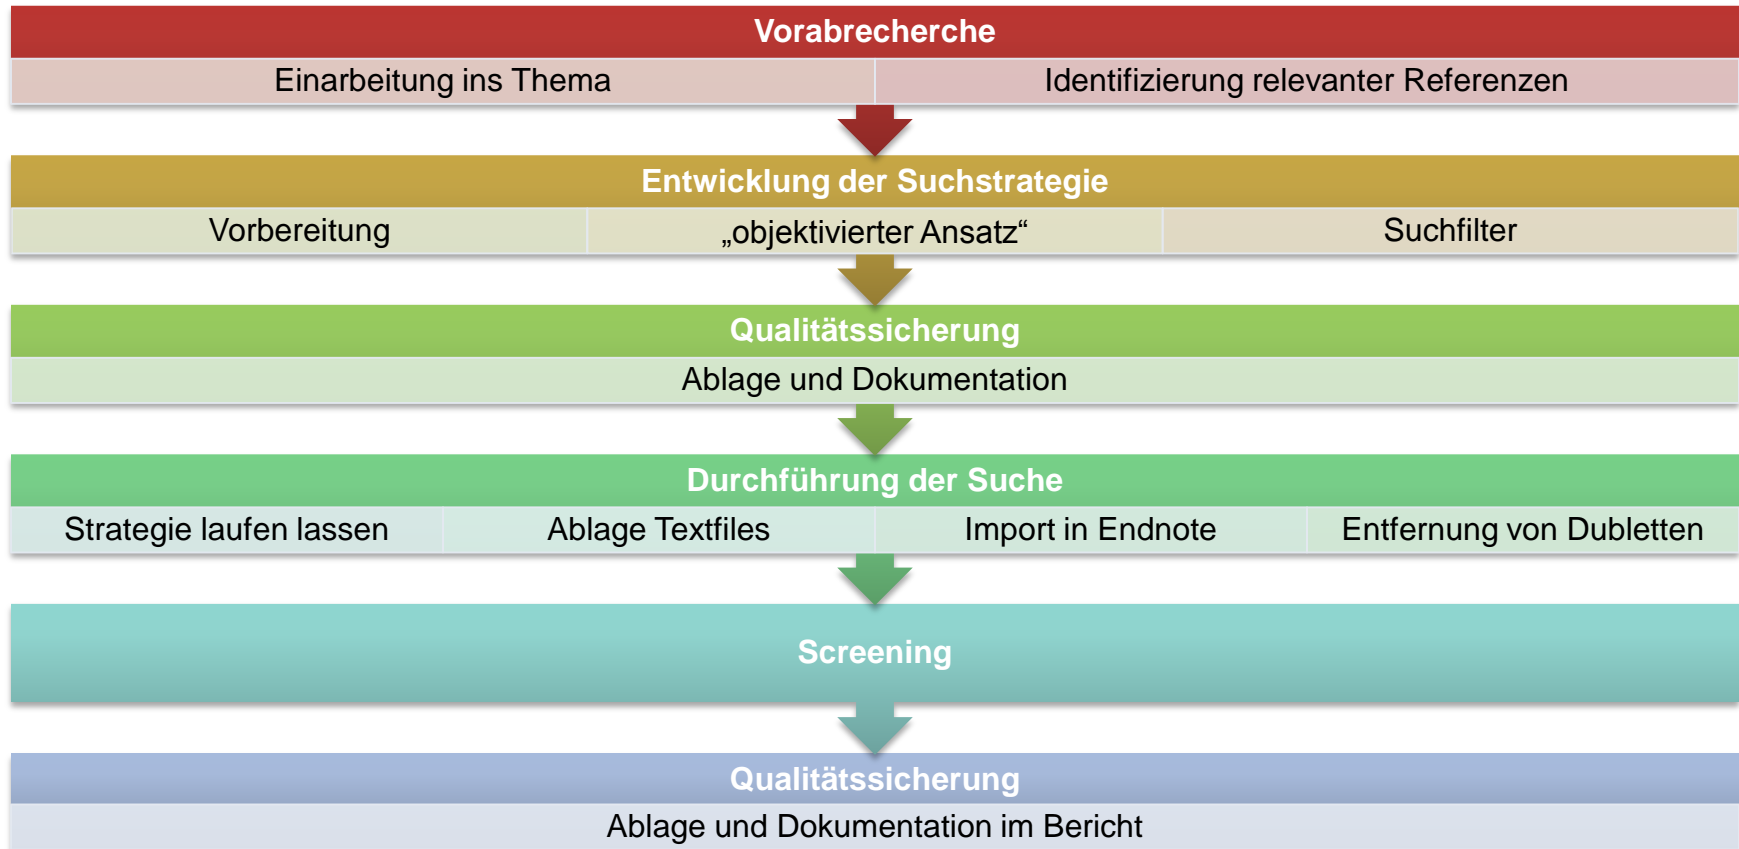 Vorabrecherche
Einarbeitung ins Thema
Identifizierung relevanter Referenzen
Entwicklung der Suchstrategie
Vorbereitung
„objektivierter Ansatz“
Suchfilter
Qualitätssicherung
Ablage und Dokumentation
Durchführung der Suche
Strategie laufen lassen
Ablage Textfiles
Import in Endnote
Entfernung von Dubletten
Screening
Qualitätssicherung
Ablage und Dokumentation im Bericht